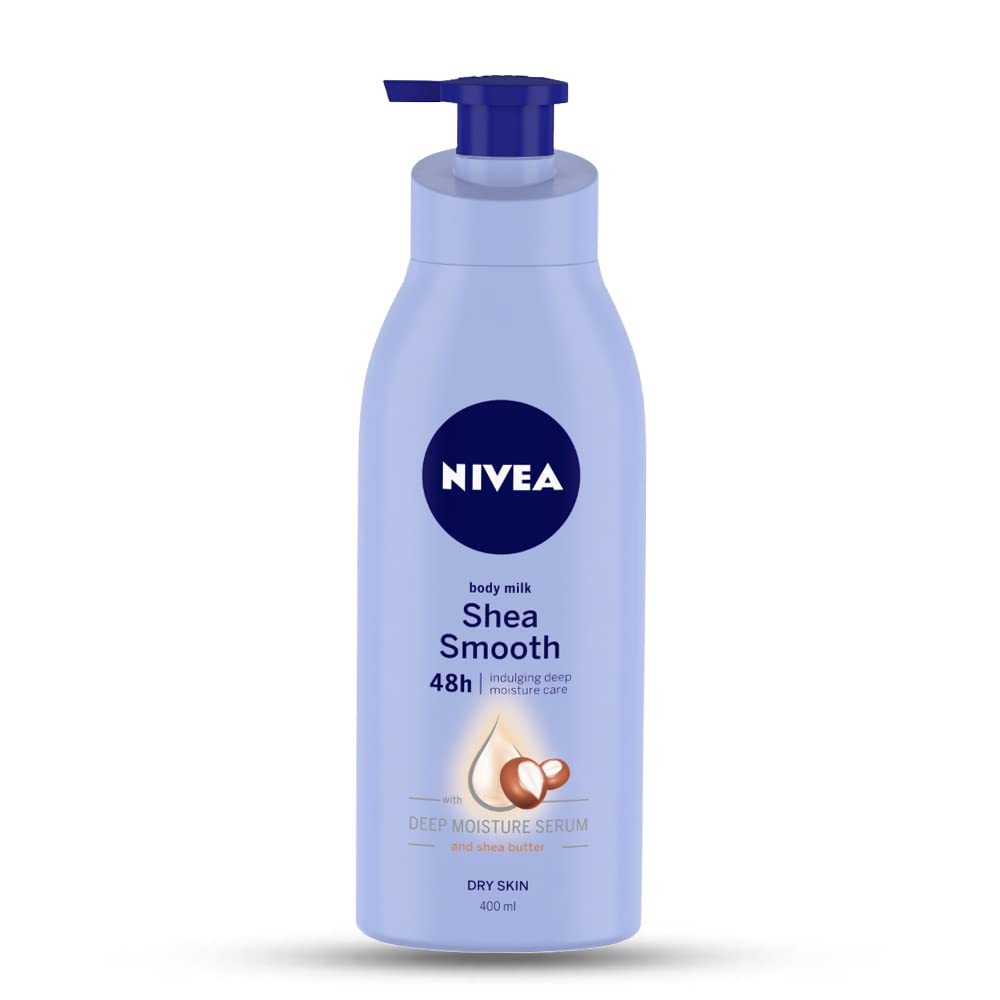 NIVEA
body milk
Shea
Smooth
48h
indulging deep
moisture care
with
DEEP MOISTURE SERUM
and shea butter
DRY SKIN
400 ml